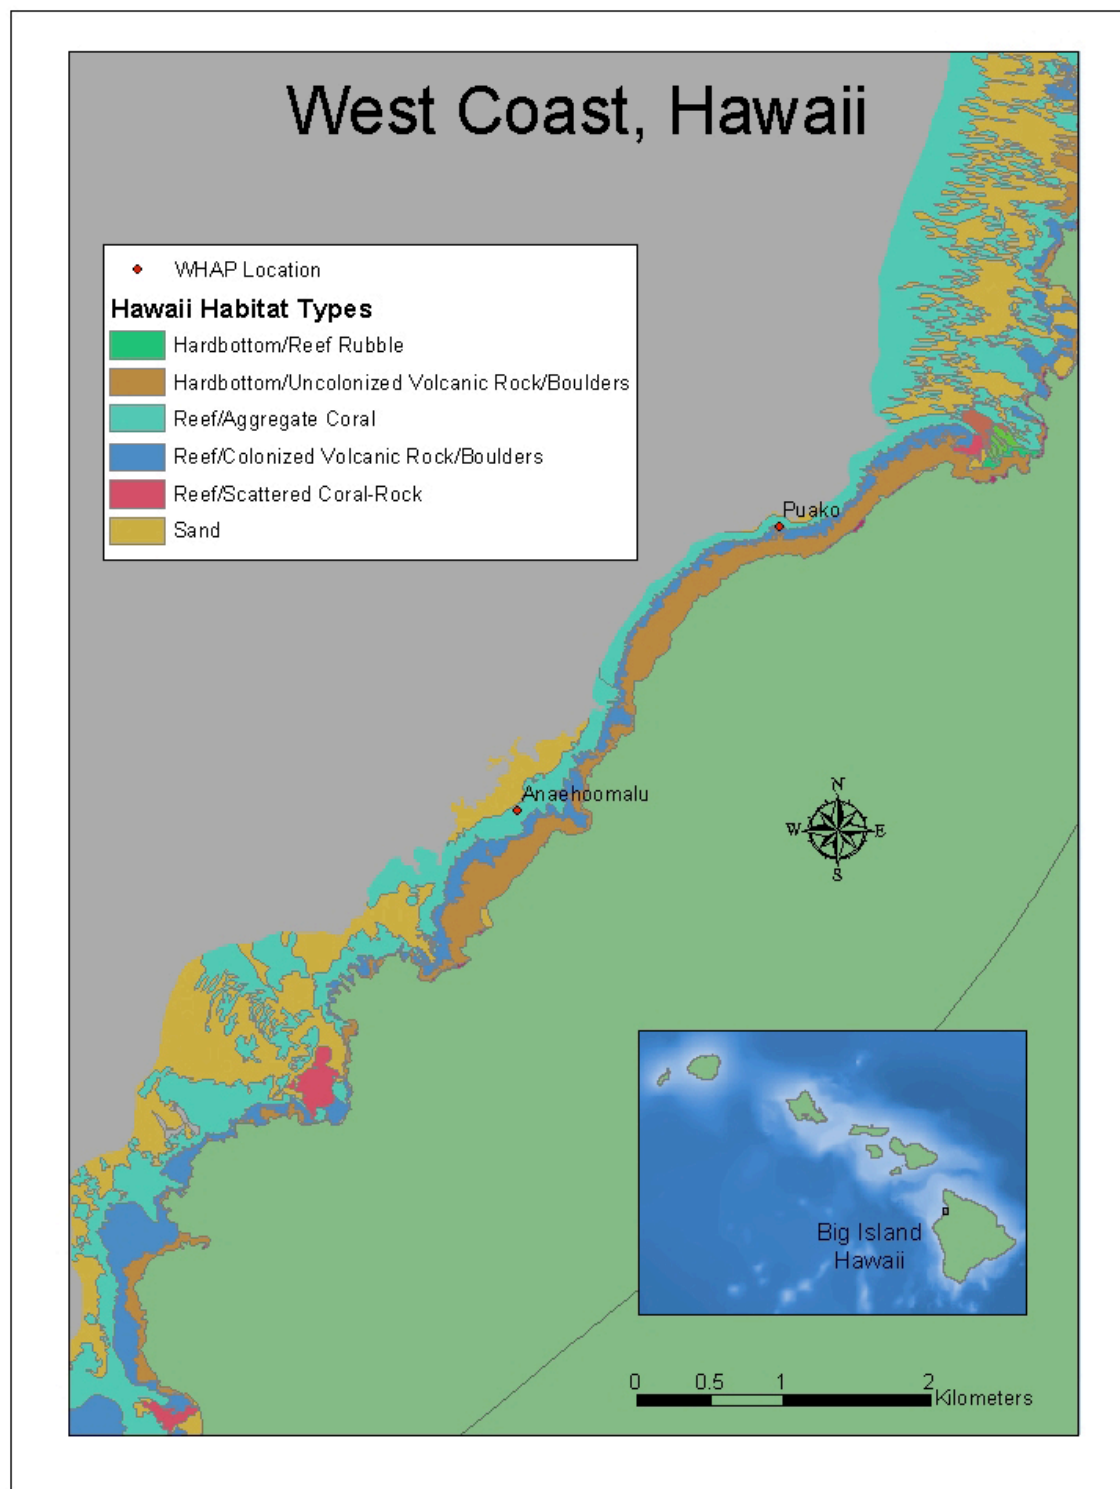 West Coast, Hawaii
WHAP Location
Hawaii Habitat Types
Hardbottom/Reef Rubble
Hardbottom/Uncolonized Volcanic Rock/Boulders
Reef/Aggregate Coral
Reef/Colonized Volcanic Rock/Boulders
Reef/Scattered Coral-Rock
Sand
Puako
Anaehoomalu
N
W E
S
Big Island
Hawaii
0 0.5 1 2
Kilometers